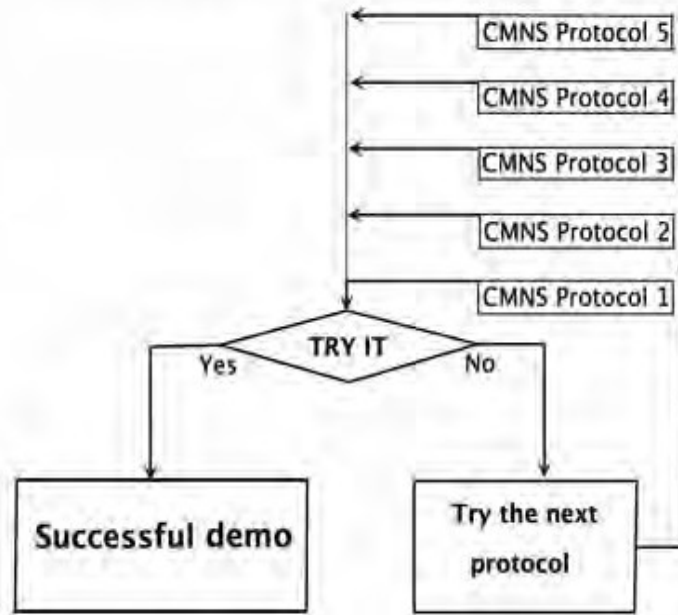 CMNS Protocol 5
CMNS Protocol 4
CMNS Protocol 3
CMNS Protocol 2
CMNS Protocol 1
TRY IT
Yes
No
Successful demo
Try the next
protocol